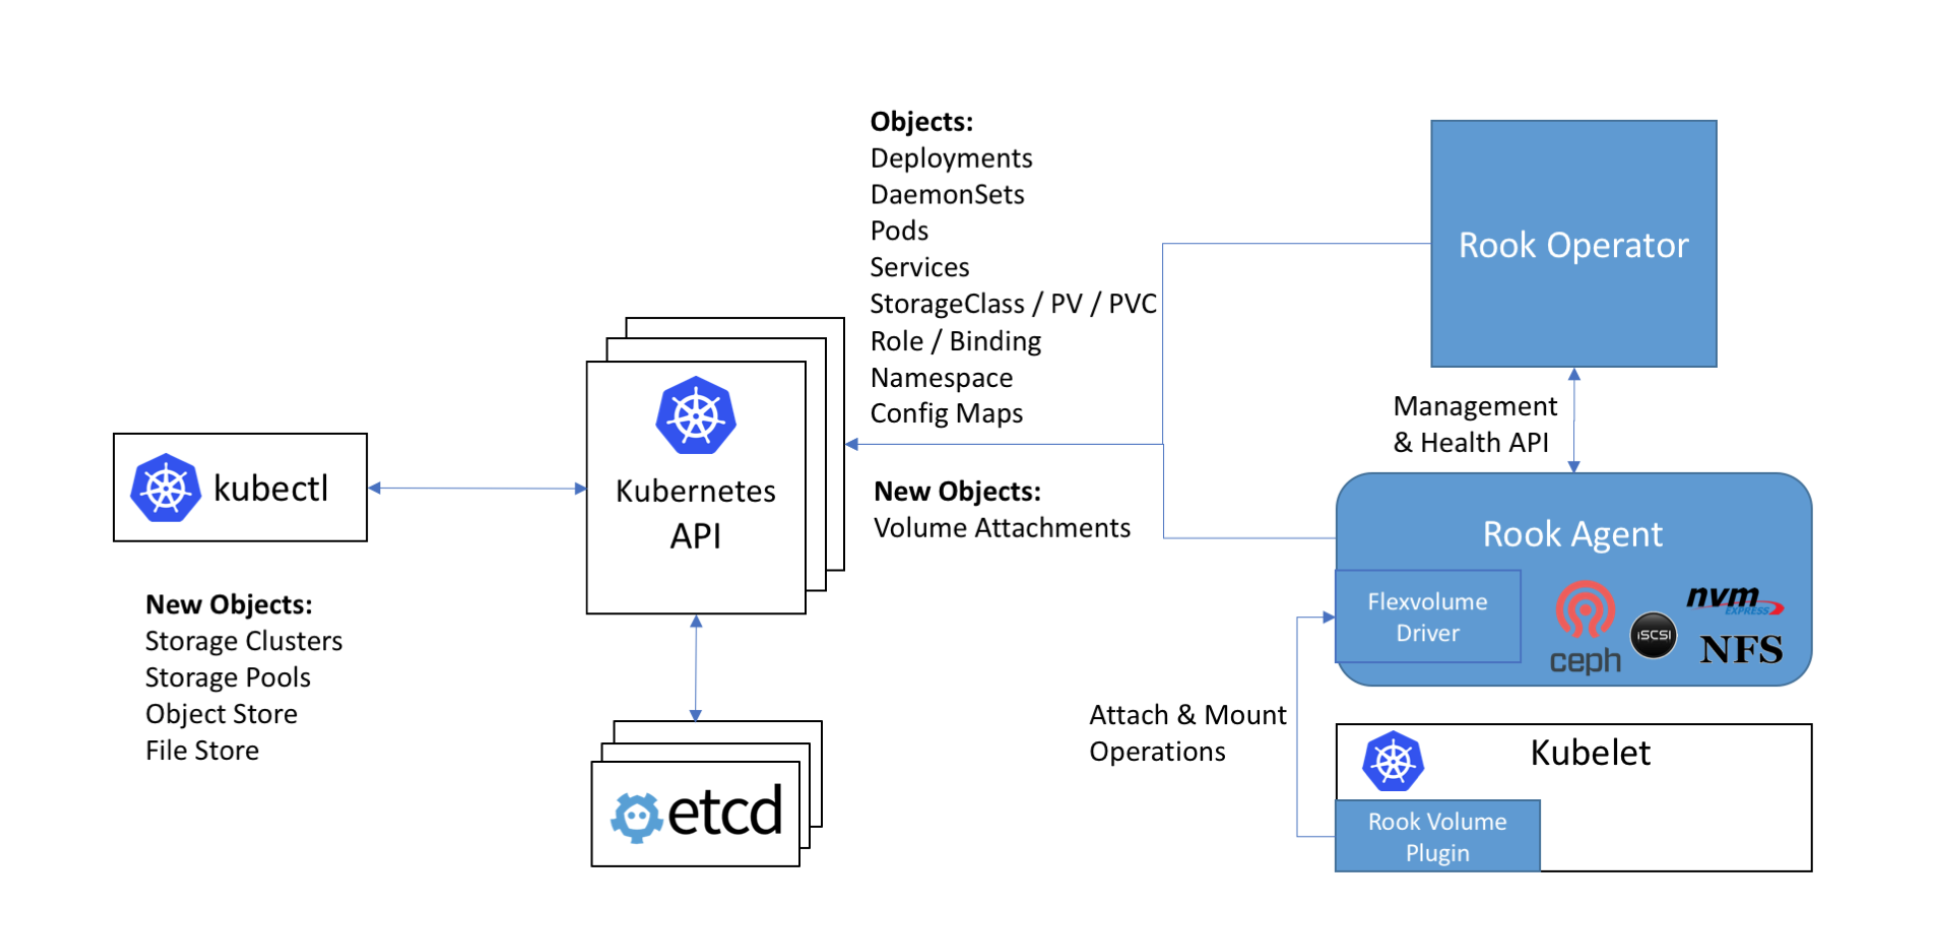 Objects:
Deployments
DaemonSets
Pods
Services
StorageClass / PV / PVC
Role / Binding
Namespace
Config Maps
Rook Operator
Management
& Health API
kubectl
Kubernetes
API
New Objects:
Volume Attachments
Rook Agent
Flexvolume
Driver
ceph
iSCSI
nvm
EXPRESS
NFS
New Objects:
Storage Clusters
Storage Pools
Object Store
File Store
etcd
Attach & Mount
Operations
Kubelet
Rook Volume
Plugin